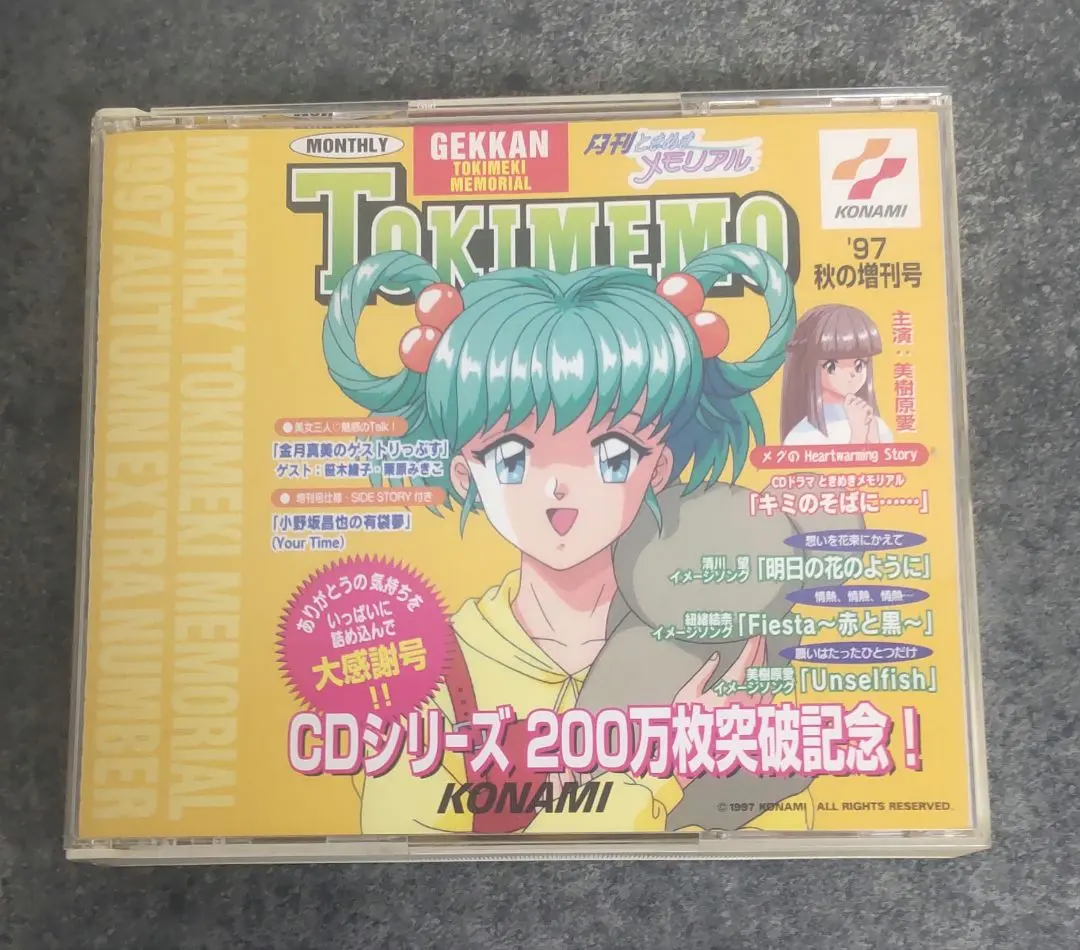 MONTHLY
GEKKAN
TOKIMEKI
MEMORIAL
月刊ときめき
メモリアル
TOKIMEMO
KONAMI
'97
秋の増刊号
主演:美樹原愛
メグの Heartwarming Story
CDドラマ ときめきメモリアル
「キミのそばに……」
●美女三人♡魅惑のTalk!
「金月真美のゲストりっぷす」
ゲスト:笹木綾子・栗原みきこ
● 増刊号仕様・SIDE STORY 付き
「小野坂昌也の有袋夢」
(Your Time)
想いを花束にかえて
清川 望
イメージソング「明日の花のように」
情熱、情熱、情熱…
紐緒結奈
イメージソング「Fiesta〜赤と黒〜」
願いはたったひとつだけ
美樹原愛
イメージソング「Unselfish」
ありがとうの気持ちを
いっぱいに
詰め込んで
大感謝号
!!
CDシリーズ 200万枚突破記念!
KONAMI
©1997 KONAMI ALL RIGHTS RESERVED.
MONTHLY TOKIMEKI MEMORIAL
1997 AUTUMN EXTRA NUMBER